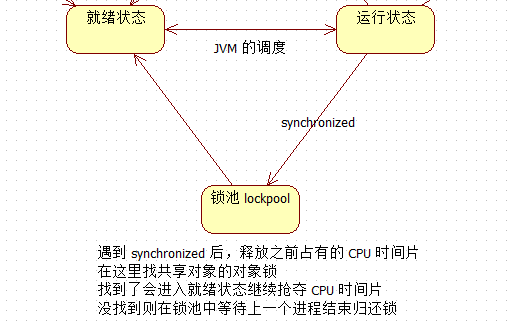 就绪状态
运行状态
JVM 的调度
synchronized
锁池 lockpool
遇到 synchronized 后，释放之前占有的 CPU 时间片
在这里找共享对象的对象锁
找到了会进入就绪状态继续抢夺 CPU 时间片
没找到则在锁池中等待上一个进程结束归还锁